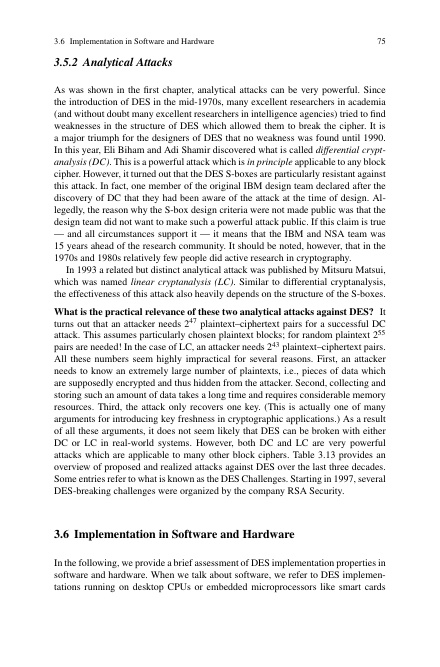 3.6 Implementation in Software and Hardware 75
3.5.2 Analytical Attacks
As was shown in the first chapter, analytical attacks can be very powerful. Since
the introduction of DES in the mid-1970s, many excellent researchers in academia
(and without doubt many excellent researchers in intelligence agencies) tried to find
weaknesses in the structure of DES which allowed them to break the cipher. It is
a major triumph for the designers of DES that no weakness was found until 1990.
In this year, Eli Biham and Adi Shamir discovered what is called differential crypt-
analysis (DC). This is a powerful attack which is in principle applicable to any block
cipher. However, it turned out that the DES S-boxes are particularly resistant against
this attack. In fact, one member of the original IBM design team declared after the
discovery of DC that they had been aware of the attack at the time of design. Al-
legedly, the reason why the S-box design criteria were not made public was that the
design team did not want to make such a powerful attack public. If this claim is true
— and all circumstances support it — it means that the IBM and NSA team was
15 years ahead of the research community. It should be noted, however, that in the
1970s and 1980s relatively few people did active research in cryptography.
In 1993 a related but distinct analytical attack was published by Mitsuru Matsui,
which was named linear cryptanalysis (LC). Similar to differential cryptanalysis,
the effectiveness of this attack also heavily depends on the structure of the S-boxes.
What is the practical relevance of these two analytical attacks against DES? It
turns out that an attacker needs 2⁴⁷ plaintext–ciphertext pairs for a successful DC
attack. This assumes particularly chosen plaintext blocks; for random plaintext 2⁵⁵
pairs are needed! In the case of LC, an attacker needs 2⁴³ plaintext–ciphertext pairs.
All these numbers seem highly impractical for several reasons. First, an attacker
needs to know an extremely large number of plaintexts, i.e., pieces of data which
are supposedly encrypted and thus hidden from the attacker. Second, collecting and
storing such an amount of data takes a long time and requires considerable memory
resources. Third, the attack only recovers one key. (This is actually one of many
arguments for introducing key freshness in cryptographic applications.) As a result
of all these arguments, it does not seem likely that DES can be broken with either
DC or LC in real-world systems. However, both DC and LC are very powerful
attacks which are applicable to many other block ciphers. Table 3.13 provides an
overview of proposed and realized attacks against DES over the last three decades.
Some entries refer to what is known as the DES Challenges. Starting in 1997, several
DES-breaking challenges were organized by the company RSA Security.
3.6 Implementation in Software and Hardware
In the following, we provide a brief assessment of DES implementation properties in
software and hardware. When we talk about software, we refer to DES implemen-
tations running on desktop CPUs or embedded microprocessors like smart cards